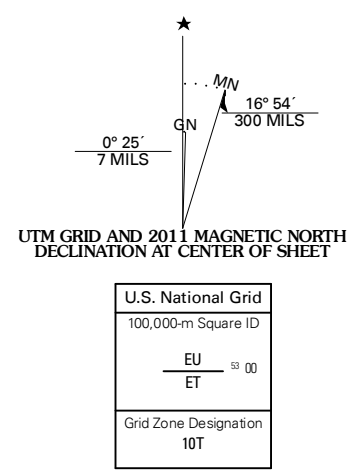 ★
MN
GN
16° 54´
300 MILS
0° 25´
7 MILS
UTM GRID AND 2011 MAGNETIC NORTH
DECLINATION AT CENTER OF SHEET
U.S. National Grid
100,000-m Square ID
EU
53 00
ET
Grid Zone Designation
10T